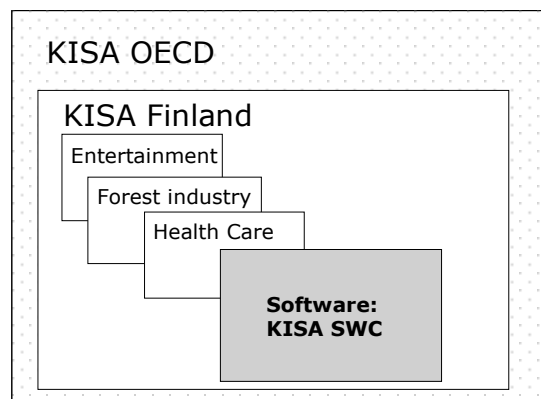 KISA OECD
KISA Finland
Entertainment
Forest industry
Health Care
Software:
KISA SWC